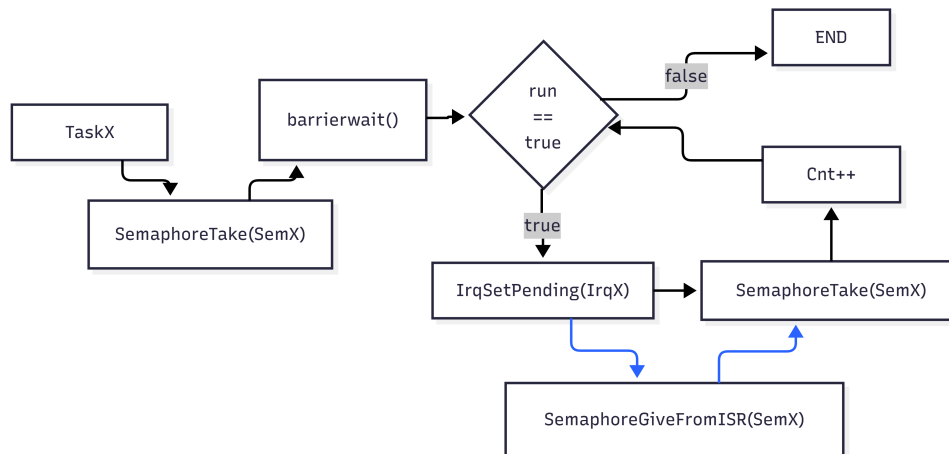 TaskX
SemaphoreTake(SemX)
barrierwait()
run
==
true
false
END
true
IrqSetPending(IrqX)
SemaphoreGiveFromISR(SemX)
SemaphoreTake(SemX)
Cnt++